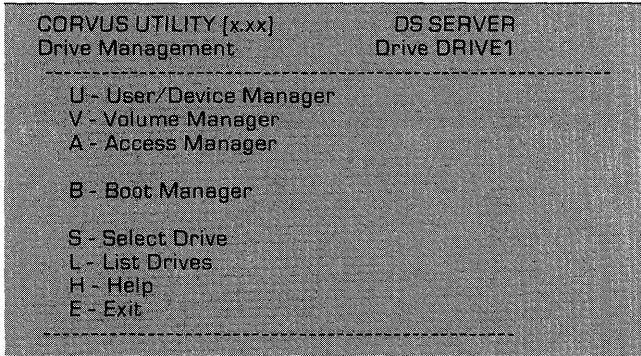 CORVUS UTILITY [x.xx] DS SERVER
Drive Management Drive DRIVE1
U - User/Device Manager
V - Volume Manager
A - Access Manager
B - Boot Manager
S - Select Drive
L - List Drives
H - Help
E - Exit